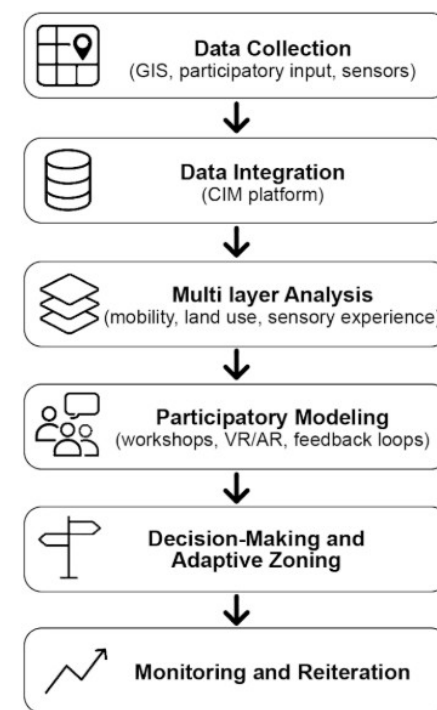 Data Collection
(GIS, participatory input, sensors)
Data Integration
(CIM platform)
Multi layer Analysis
(mobility, land use, sensory experience)
Participatory Modeling
(workshops, VR/AR, feedback loops)
Decision-Making and
Adaptive Zoning
Monitoring and Reiteration